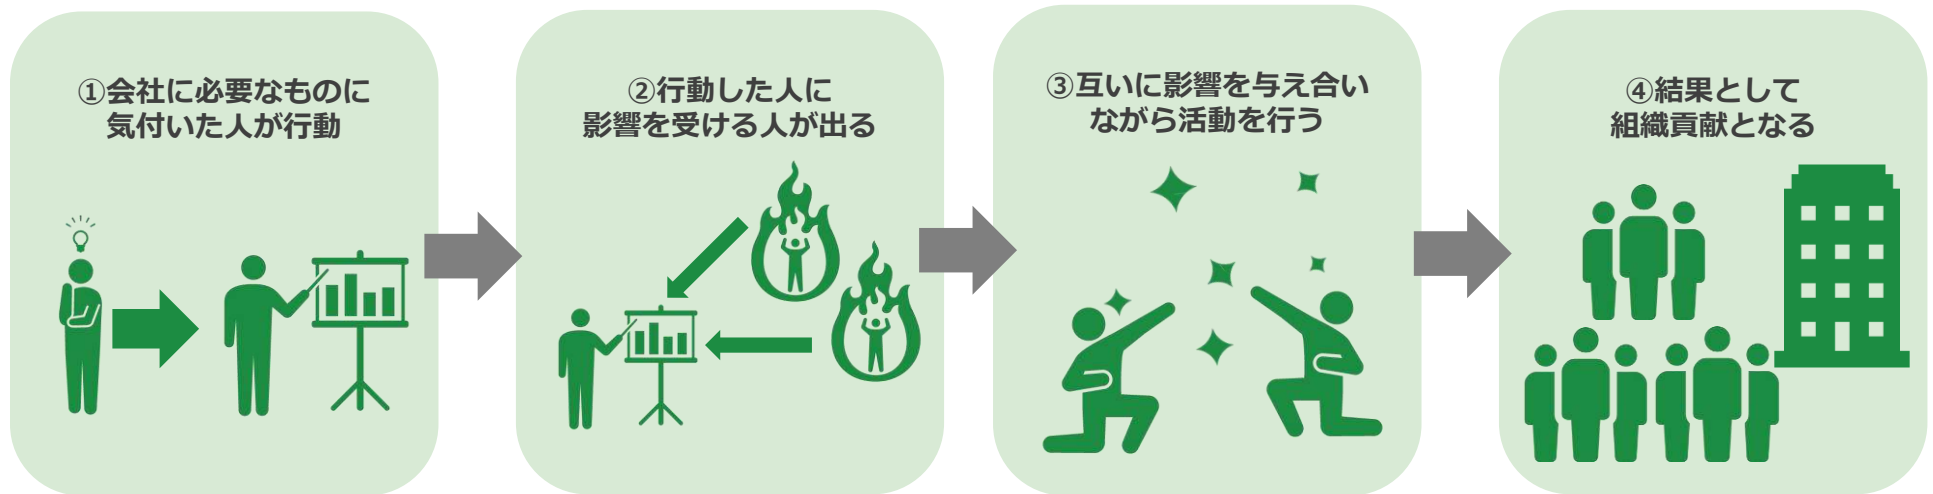 ①会社に必要なものに
気付いた人が行動
②行動した人に
影響を受ける人が出る
③互いに影響を与え合い
ながら活動を行う
④結果として
組織貢献となる